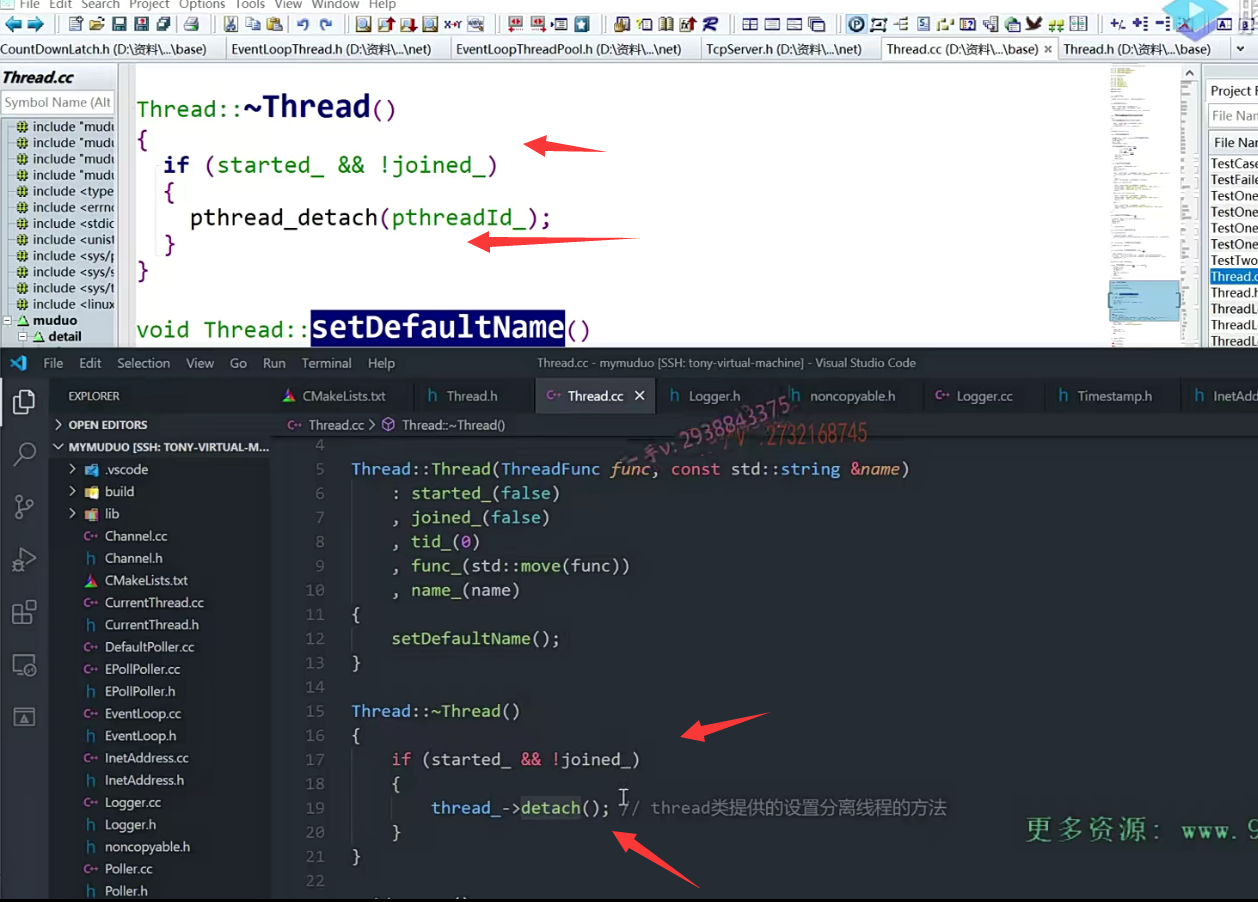 File Edit Search Project Options Tools View Window Help
CountDownLatch.h (D:\资料\...\base) EventLoopThread.h (D:\资料\...\net) EventLoopThreadPool.h (D:\资料\...\net) TcpServer.h (D:\资料\...\net) Thread.cc (D:\资料\...\base) × Thread.h (D:\资料\...\base)
Thread.cc
Symbol Name (Alt
include "mudu
include "mudu
include "mudu
include "mudu
include <type
include <errno
include <stdic
include <unist
include <sys/p
include <sys/s
include <sys/t
include <linux
muduo
detail
Thread::~Thread()
{
if (started_ && !joined_)
{
pthread_detach(pthreadId_);
}
}
void Thread::setDefaultName()
Project F
File Nam
File Nam
TestCase
TestFaile
TestOne
TestOne
TestOne
TestOne
TestTwo
Thread.c
Thread.h
ThreadL
ThreadL
ThreadL
File Edit Selection View Go Run Terminal Help
Thread.cc - mymuduo [SSH: tony-virtual-machine] - Visual Studio Code
EXPLORER
CMakeLists.txt Thread.h Thread.cc × Logger.h noncopyable.h Logger.cc Timestamp.h InetAdd
OPEN EDITORS
Thread.cc > Thread::~Thread()
MYMUDUO [SSH: TONY-VIRTUAL-M...
.vscode
build
lib
Channel.cc
Channel.h
CMakeLists.txt
CurrentThread.cc
CurrentThread.h
DefaultPoller.cc
EPollPoller.cc
EPollPoller.h
EventLoop.cc
EventLoop.h
InetAddress.cc
InetAddress.h
Logger.cc
Logger.h
noncopyable.h
Poller.cc
Poller.h
4
5 Thread::Thread(ThreadFunc func, const std::string &name)
6 : started_(false)
7 , joined_(false)
8 , tid_(0)
9 , func_(std::move(func))
10 , name_(name)
11 {
12 setDefaultName();
13 }
14
15 Thread::~Thread()
16 {
17 if (started_ && !joined_)
18 {
19 thread_->detach(); // thread类提供的设置分离线程的方法
20 }
21 }
22
一手v: 2938843375
.2732168745
更多资源: www.9